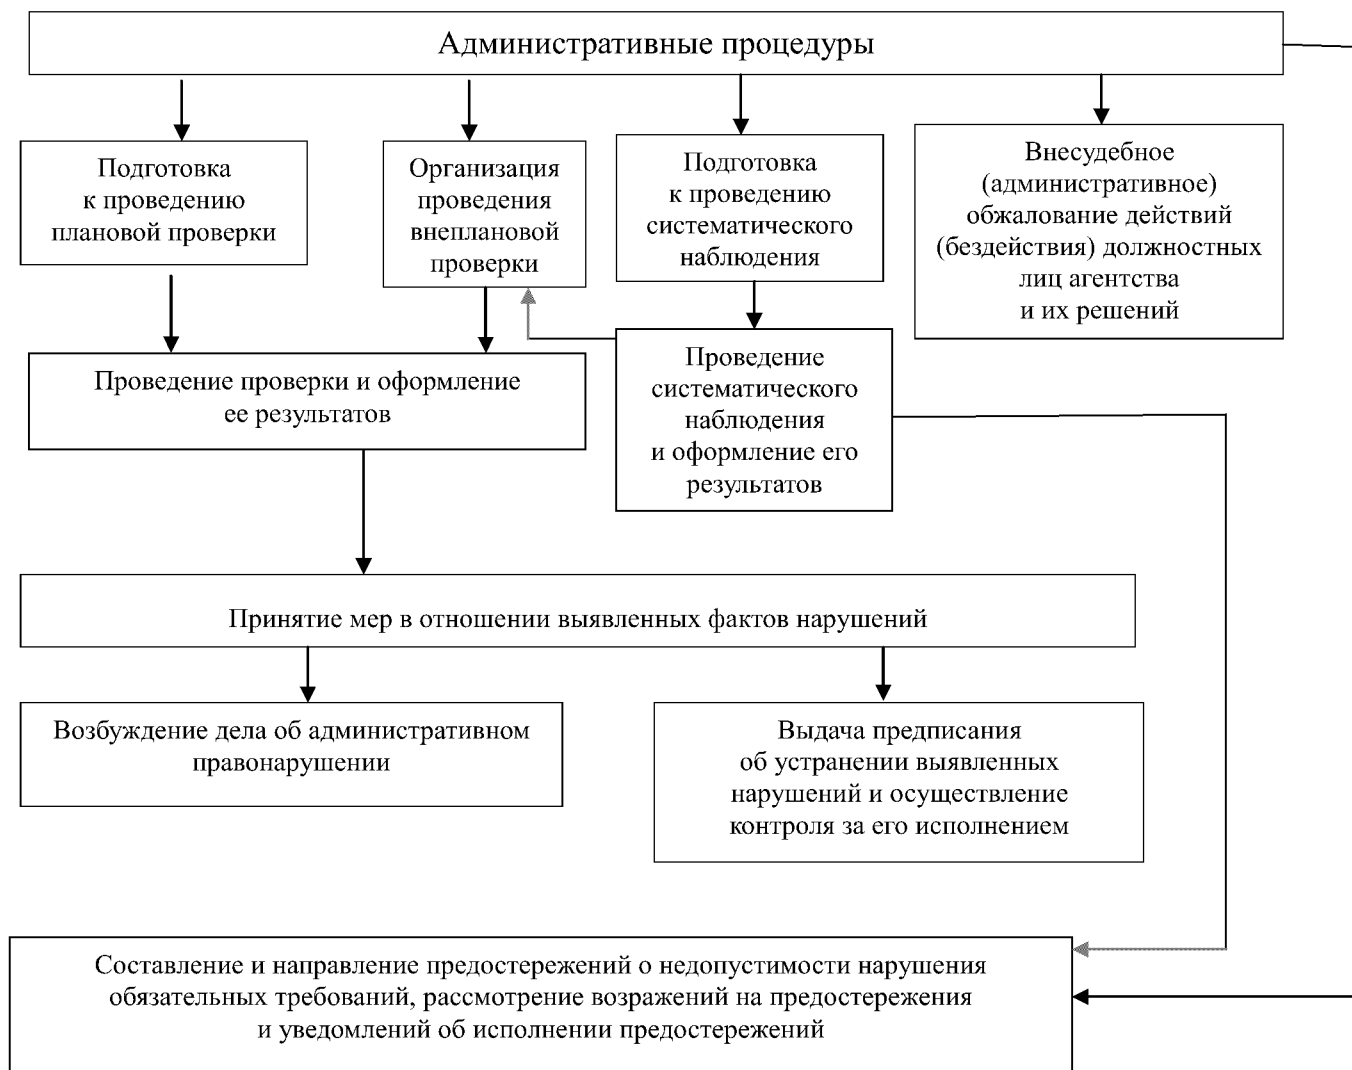 Административные процедуры
Подготовка
к проведению
плановой проверки
Организация
проведения
внеплановой
проверки
Подготовка
к проведению
систематического
наблюдения
Внесудебное
(административное)
обжалование действий
(бездействия) должностных
лиц агентства
и их решений
Проведение проверки и оформление
ее результатов
Проведение
систематического
наблюдения
и оформление его
результатов
Принятие мер в отношении выявленных фактов нарушений
Возбуждение дела об административном
правонарушении
Выдача предписания
об устранении выявленных
нарушений и осуществление
контроля за его исполнением
Составление и направление предостережений о недопустимости нарушения
обязательных требований, рассмотрение возражений на предостережения
и уведомлений об исполнении предостережений